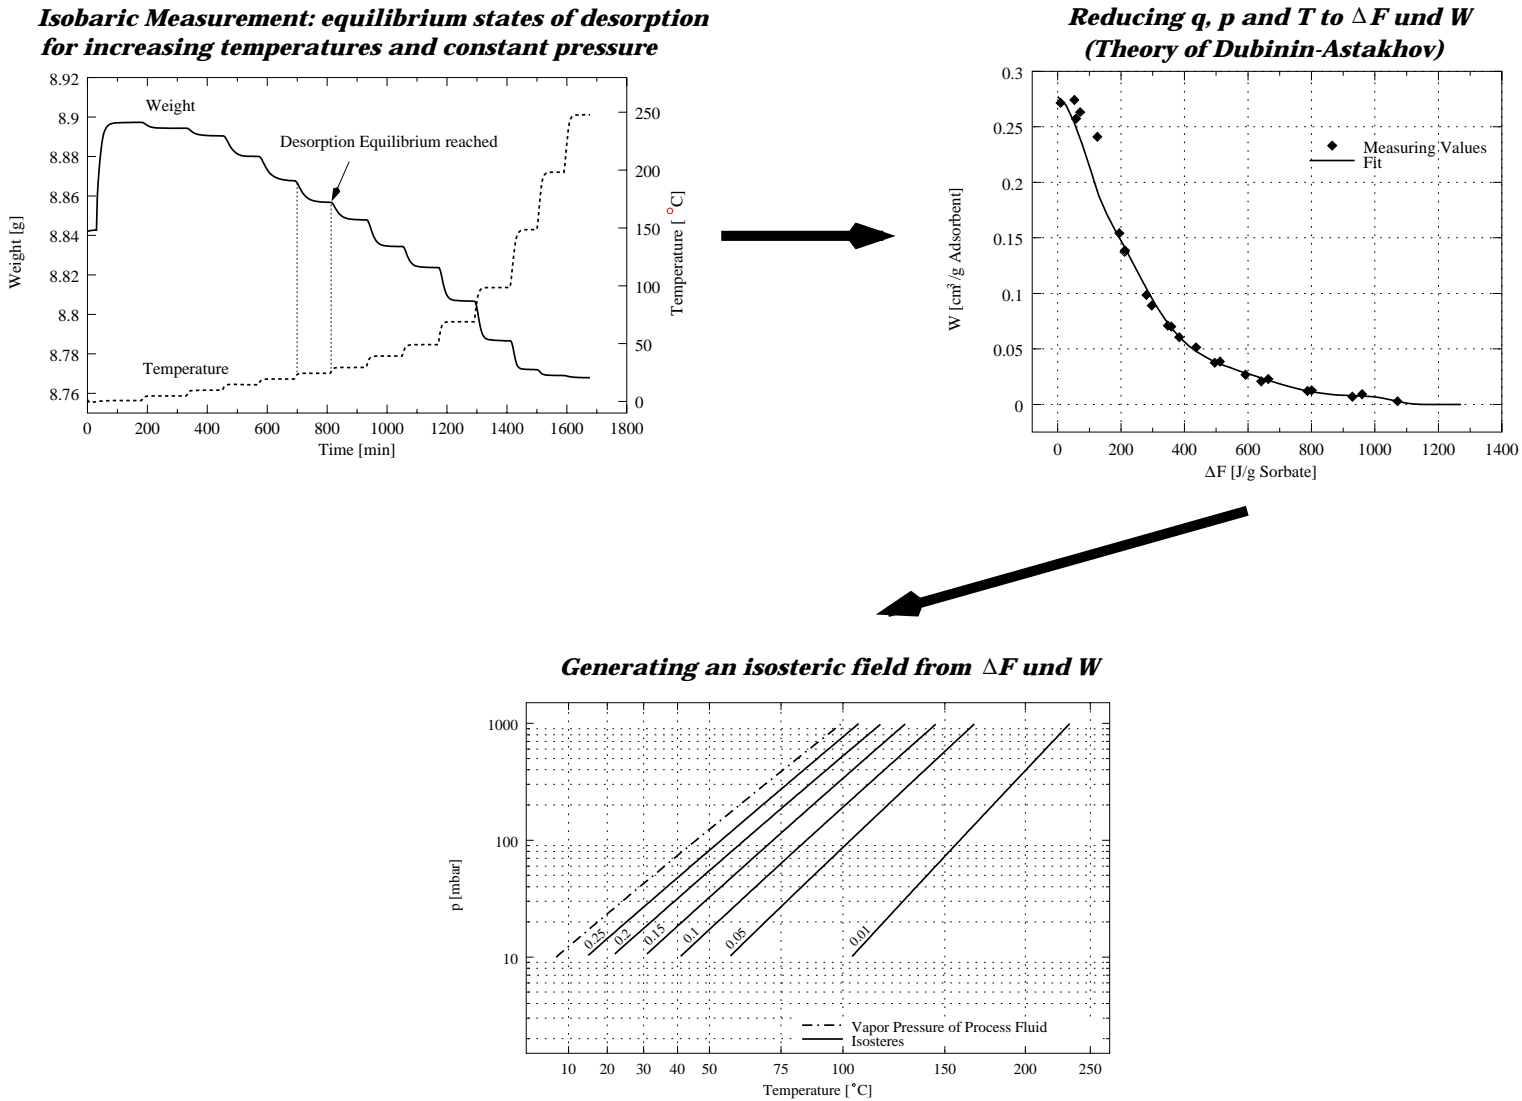 Isobaric Measurement: equilibrium states of desorption
for increasing temperatures and constant pressure
8.92
8.9
8.88
8.86
8.84
8.82
8.8
8.78
8.76
Weight [g]
Weight
Desorption Equilibrium reached
Temperature
250
200
150
100
50
0
Temperature [°C]
0 200 400 600 800 1000 1200 1400 1600 1800
Time [min]
Reducing q, p and T to ΔF und W
(Theory of Dubinin-Astakhov)
0.3
0.25
0.2
0.15
0.1
0.05
0
W [cm³/g Adsorbent]
Measuring Values
Fit
0 200 400 600 800 1000 1200 1400
ΔF [J/g Sorbate]
Generating an isosteric field from ΔF und W
1000
100
10
p [mbar]
0.25 0.2 0.15 0.1 0.05 0.01
Vapor Pressure of Process Fluid
Isosteres
10 20 30 40 50 75 100 150 200 250
Temperature [°C]